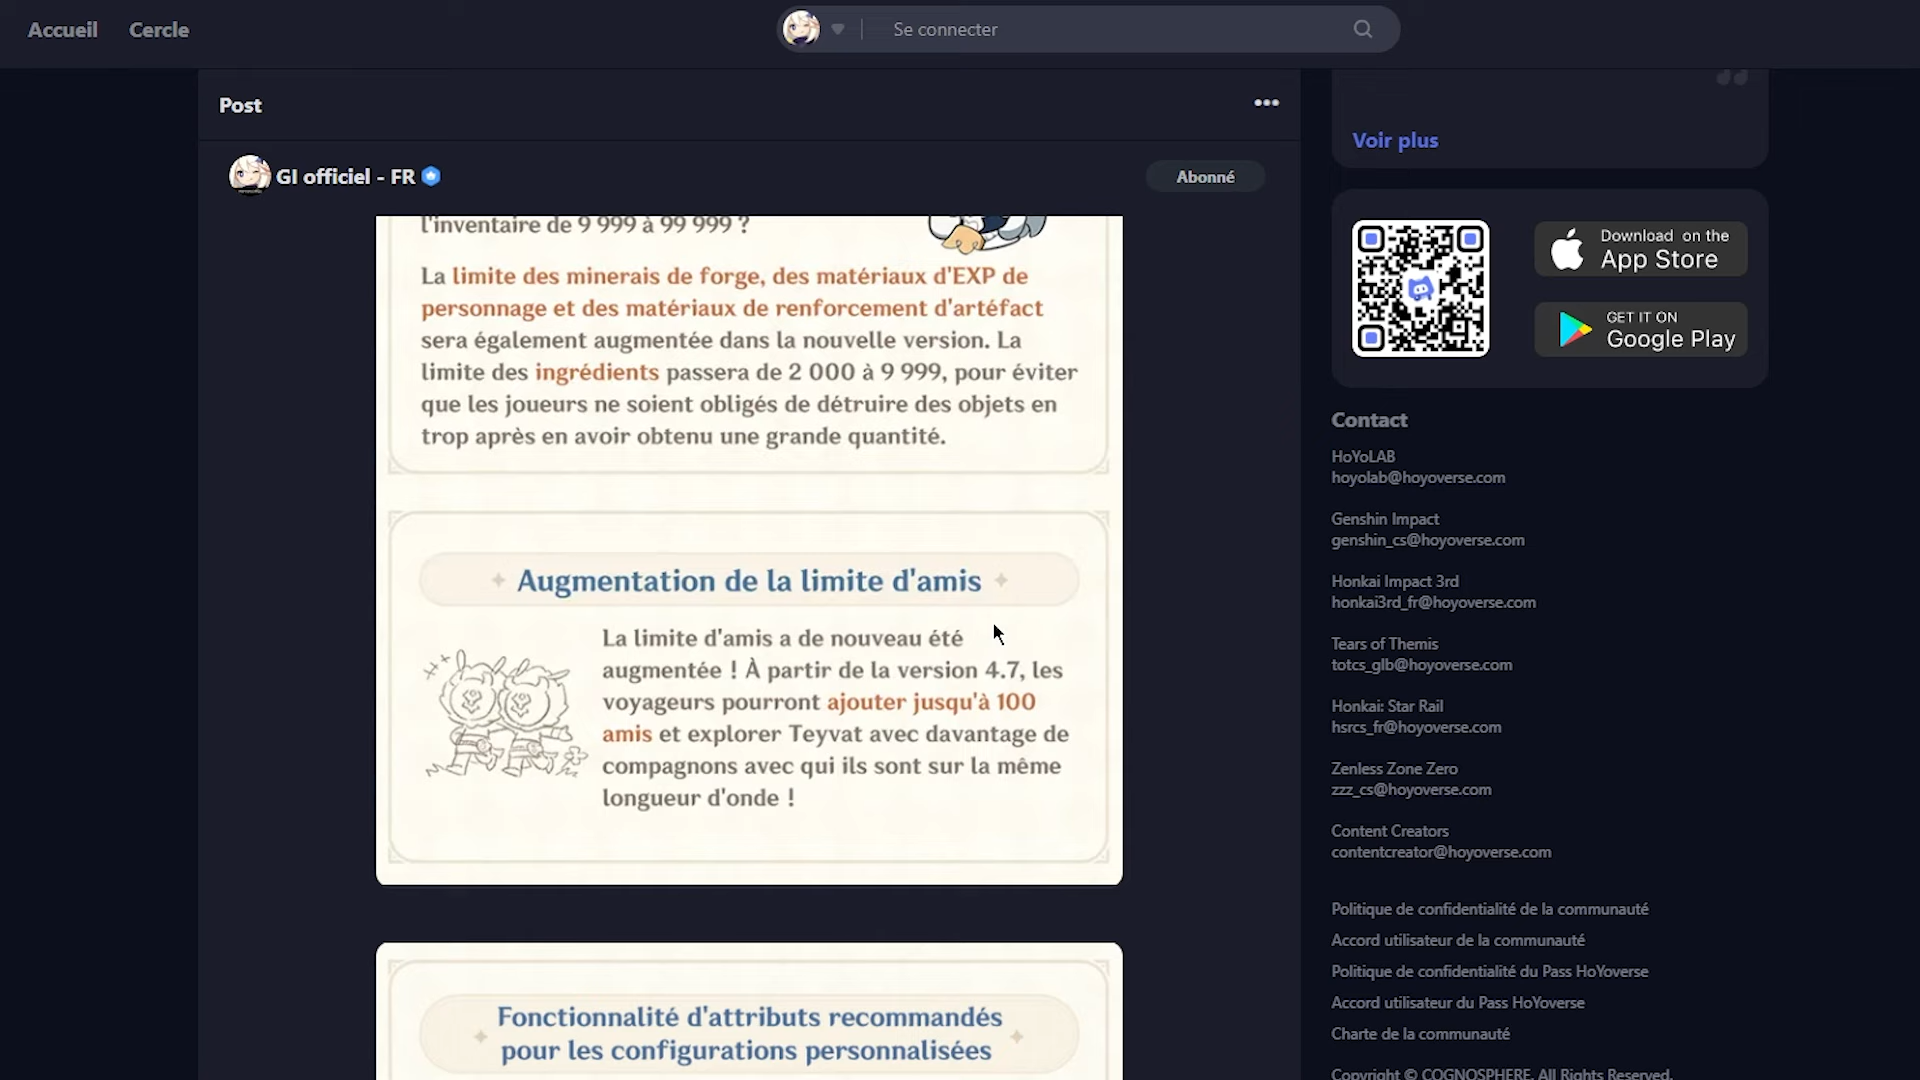 Accueil
Cercle
Se connecter
Post
GI officiel - FR
Abonné
l'inventaire de 9 999 à 99 999 ?
La limite des minerais de forge, des matériaux d'EXP de
personnage et des matériaux de renforcement d'artéfact
sera également augmentée dans la nouvelle version. La
limite des ingrédients passera de 2 000 à 9 999, pour éviter
que les joueurs ne soient obligés de détruire des objets en
trop après en avoir obtenu une grande quantité.
Augmentation de la limite d'amis
La limite d'amis a de nouveau été
augmentée ! À partir de la version 4.7, les
voyageurs pourront ajouter jusqu'à 100
amis et explorer Teyvat avec davantage de
compagnons avec qui ils sont sur la même
longueur d'onde !
Fonctionnalité d'attributs recommandés
pour les configurations personnalisées
Voir plus
Download on the
App Store
GET IT ON
Google Play
Contact
HoYoLAB
hoyolab@hoyoverse.com
Genshin Impact
genshin_cs@hoyoverse.com
Honkai Impact 3rd
honkai3rd_fr@hoyoverse.com
Tears of Themis
totcs_glb@hoyoverse.com
Honkai: Star Rail
hsrcs_fr@hoyoverse.com
Zenless Zone Zero
zzz_cs@hoyoverse.com
Content Creators
contentcreator@hoyoverse.com
Politique de confidentialité de la communauté
Accord utilisateur de la communauté
Politique de confidentialité du Pass HoYoverse
Accord utilisateur du Pass HoYoverse
Charte de la communauté
Copyright © COGNOSPHERE. All Rights Reserved.